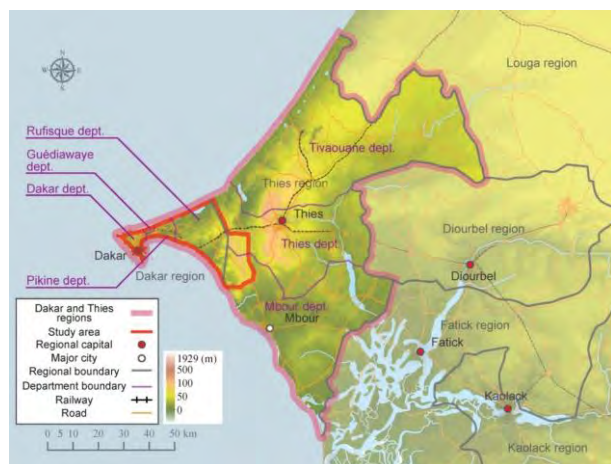 N
Louga region
Rufisque dept.
Tivaouane dept.
Guédiawaye
dept.
Thies region
Dakar dept.
Thies
Diourbel region
Dakar
Thies dept.
Dakar region
Diourbel
Pikine dept.
Mbour dept.
Mbour
Fatick region
Fatick
Kaolack
Kaolack region
Dakar and Thies
regions
Study area
Regional capital
Major city
Regional boundary
Department boundary
Railway
Road
1929 (m)
500
100
50
0
0 5 10 20 30 40 50 km